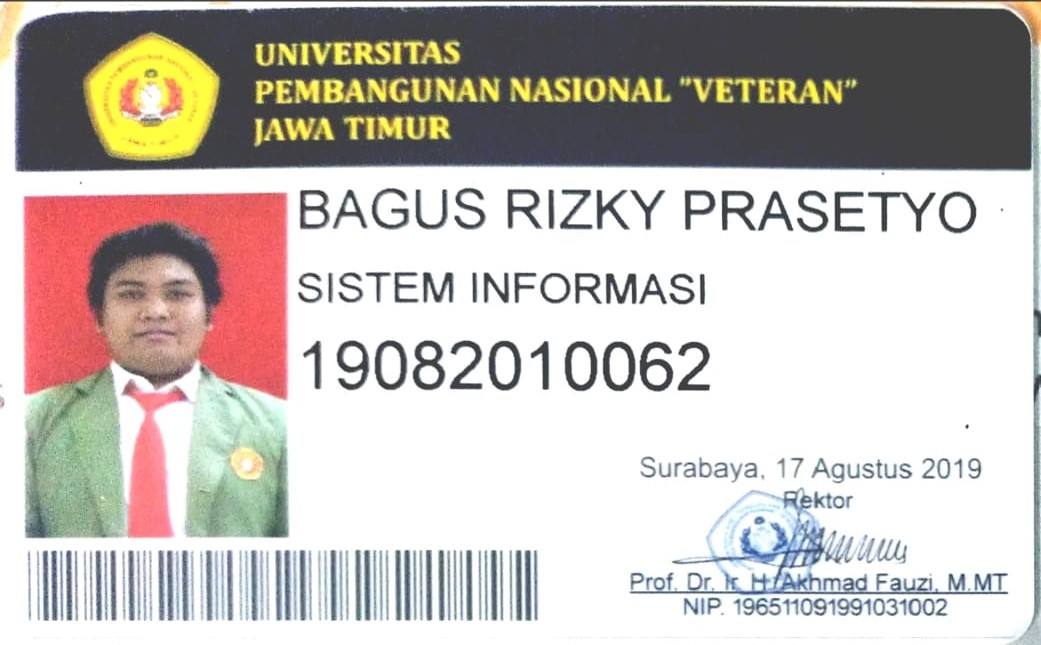 UNIVERSITAS
PEMBANGUNAN NASIONAL "VETERAN"
JAWA TIMUR
BAGUS RIZKY PRASETYO
SISTEM INFORMASI
19082010062
Surabaya, 17 Agustus 2019
Rektor
Prof. Dr. Ir. H. Akhmad Fauzi, M.MT
NIP. 196511091991031002